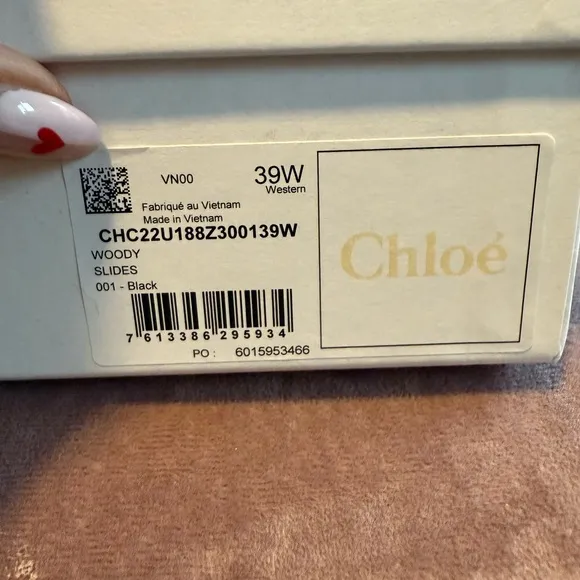 VN00
39W
Western
Fabriqué au Vietnam
Made in Vietnam
CHC22U188Z300139W
WOODY
SLIDES
001 - Black
7 613386 295934
PO : 6015953466
Chloé